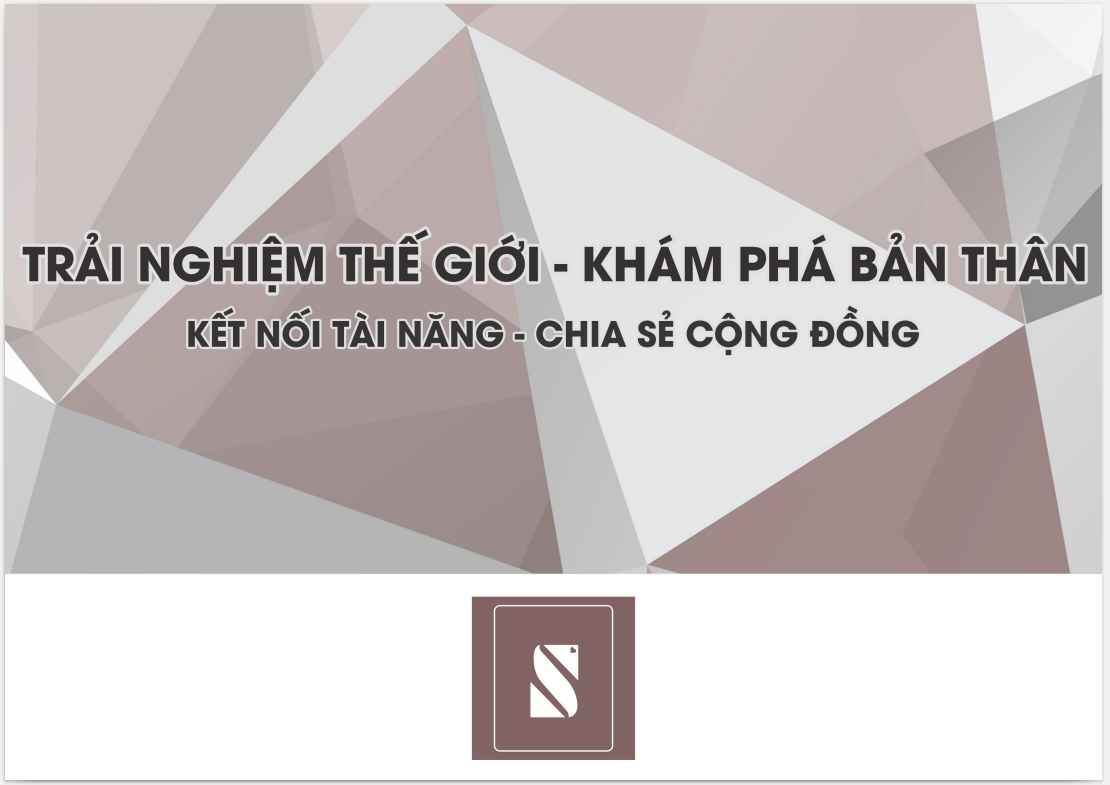 TRẢI NGHIỆM THẾ GIỚI - KHÁM PHÁ BẢN THÂN
KẾT NỐI TÀI NĂNG - CHIA SẺ CỘNG ĐỒNG
S